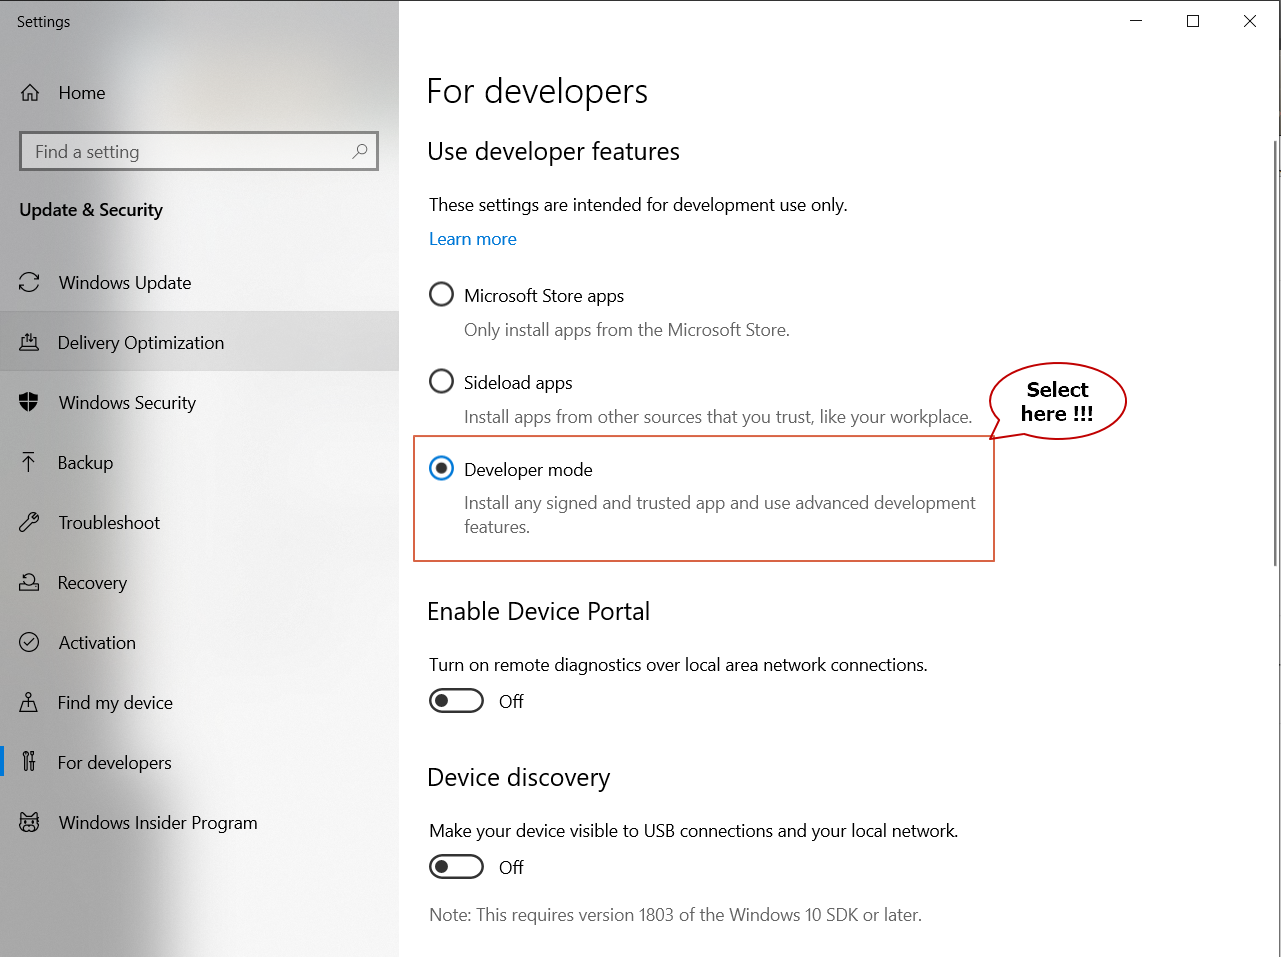 Settings
Home
Find a setting
Update & Security
Windows Update
Delivery Optimization
Windows Security
Backup
Troubleshoot
Recovery
Activation
Find my device
For developers
Windows Insider Program
For developers
Use developer features
These settings are intended for development use only.
Learn more
Microsoft Store apps
Only install apps from the Microsoft Store.
Sideload apps
Install apps from other sources that you trust, like your workplace.
Select
here !!!
Developer mode
Install any signed and trusted app and use advanced development
features.
Enable Device Portal
Turn on remote diagnostics over local area network connections.
Off
Device discovery
Make your device visible to USB connections and your local network.
Off
Note: This requires version 1803 of the Windows 10 SDK or later.